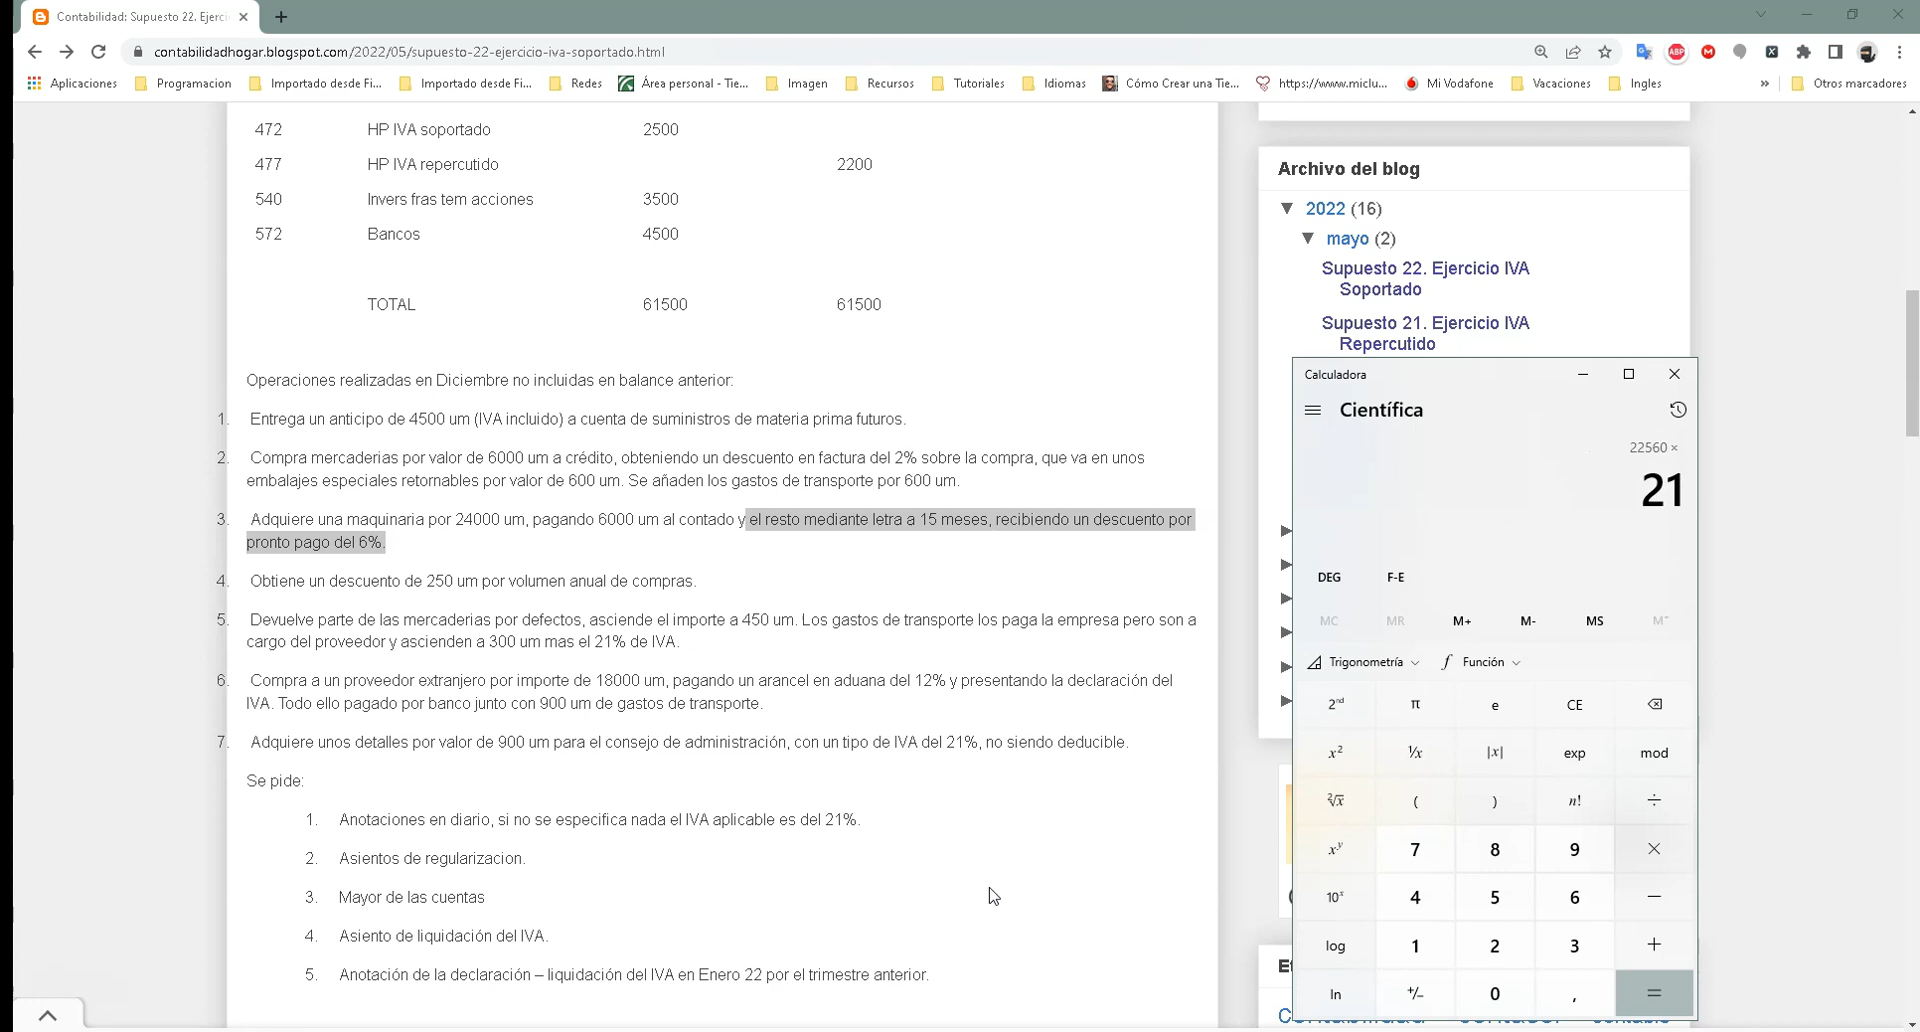 Contabilidad: Supuesto 22. Ejerci
contabilidadhogar.blogspot.com/2022/05/supuesto-22-ejercicio-iva-soportado.html
Aplicaciones
Programacion
Importado desde Fi...
Importado desde Fi...
Redes
Área personal - Tie...
Imagen
Recursos
Tutoriales
Idiomas
Cómo Crear una Tie...
https://www.miclu...
Mi Vodafone
Vacaciones
Ingles
»
Otros marcadores
472 HP IVA soportado 2500
477 HP IVA repercutido 2200
540 Invers fras tem acciones 3500
572 Bancos 4500
TOTAL 61500 61500
Operaciones realizadas en Diciembre no incluidas en balance anterior:
1. Entrega un anticipo de 4500 um (IVA incluido) a cuenta de suministros de materia prima futuros.
2. Compra mercaderias por valor de 6000 um a crédito, obteniendo un descuento en factura del 2% sobre la compra, que va en unos
embalajes especiales retornables por valor de 600 um. Se añaden los gastos de transporte por 600 um.
3. Adquiere una maquinaria por 24000 um, pagando 6000 um al contado y el resto mediante letra a 15 meses, recibiendo un descuento por
pronto pago del 6%.
4. Obtiene un descuento de 250 um por volumen anual de compras.
5. Devuelve parte de las mercaderias por defectos, asciende el importe a 450 um. Los gastos de transporte los paga la empresa pero son a
cargo del proveedor y ascienden a 300 um mas el 21% de IVA.
6. Compra a un proveedor extranjero por importe de 18000 um, pagando un arancel en aduana del 12% y presentando la declaración del
IVA. Todo ello pagado por banco junto con 900 um de gastos de transporte.
7. Adquiere unos detalles por valor de 900 um para el consejo de administración, con un tipo de IVA del 21%, no siendo deducible.
Se pide:
1. Anotaciones en diario, si no se especifica nada el IVA aplicable es del 21%.
2. Asientos de regularizacion.
3. Mayor de las cuentas
4. Asiento de liquidación del IVA.
5. Anotación de la declaración – liquidación del IVA en Enero 22 por el trimestre anterior.
Archivo del blog
▼ 2022 (16)
▼ mayo (2)
Supuesto 22. Ejercicio IVA
Soportado
Supuesto 21. Ejercicio IVA
Repercutido
Calculadora
Científica
22560 ×
21
DEG F-E
MC MR M+ M- MS M˅
Trigonometría f Función
2ⁿᵈ π e CE
x² ¹⁄x |x| exp mod
²√x ( ) n! ÷
xʸ 7 8 9 ×
10ˣ 4 5 6 −
log 1 2 3 +
ln +/− 0 , =